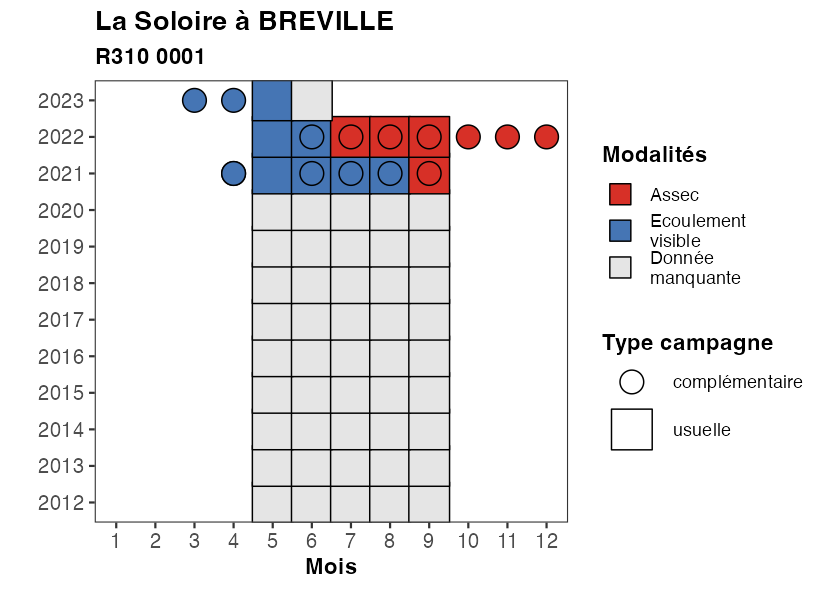 La Soloire à BREVILLE
R310 0001
2023
2022
2021
2020
2019
2018
2017
2016
2015
2014
2013
2012
1 2 3 4 5 6 7 8 9 10 11 12
Mois
Modalités
Assec
Ecoulement
visible
Donnée
manquante
Type campagne
complémentaire
usuelle